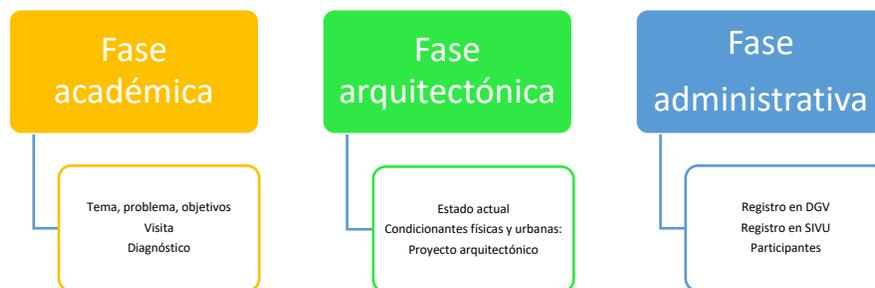 Fase
académica
Tema, problema, objetivos
Visita
Diagnóstico
Fase
arquitectónica
Estado actual
Condicionantes físicas y urbanas:
Proyecto arquitectónico
Fase
administrativa
Registro en DGV
Registro en SIVU
Participantes